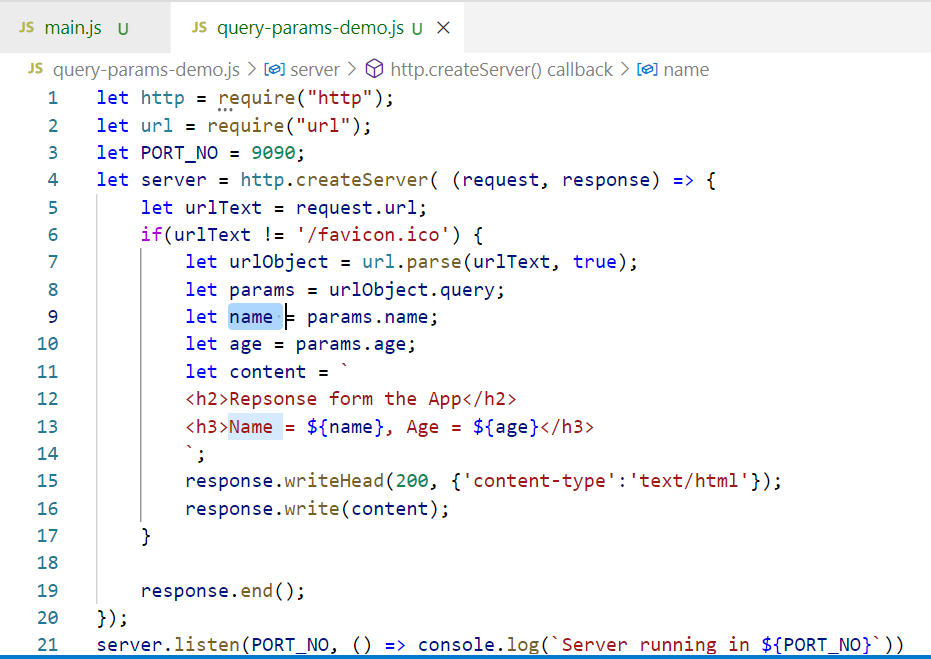 JS main.js U JS query-params-demo.js U
JS query-params-demo.js > server > http.createServer() callback > name
1 let http = require("http");
2 let url = require("url");
3 let PORT_NO = 9090;
4 let server = http.createServer( (request, response) => {
5 let urlText = request.url;
6 if(urlText != '/favicon.ico') {
7 let urlObject = url.parse(urlText, true);
8 let params = urlObject.query;
9 let name = params.name;
10 let age = params.age;
11 let content = `
12 <h2>Repsonse form the App</h2>
13 <h3>Name = ${name}, Age = ${age}</h3>
14 `;
15 response.writeHead(200, {'content-type':'text/html'});
16 response.write(content);
17 }
18
19 response.end();
20 });
21 server.listen(PORT_NO, () => console.log(`Server running in ${PORT_NO}`))